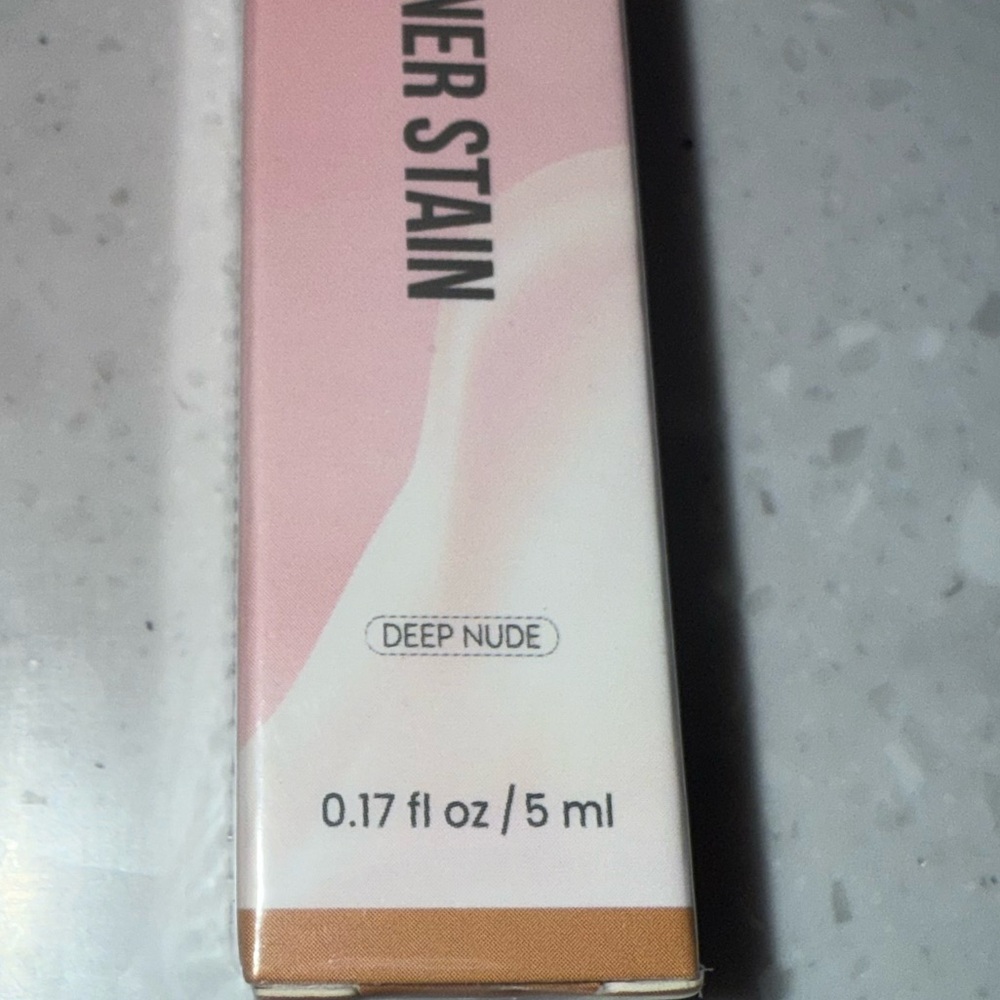 NER STAIN
DEEP NUDE
0.17 fl oz / 5 ml